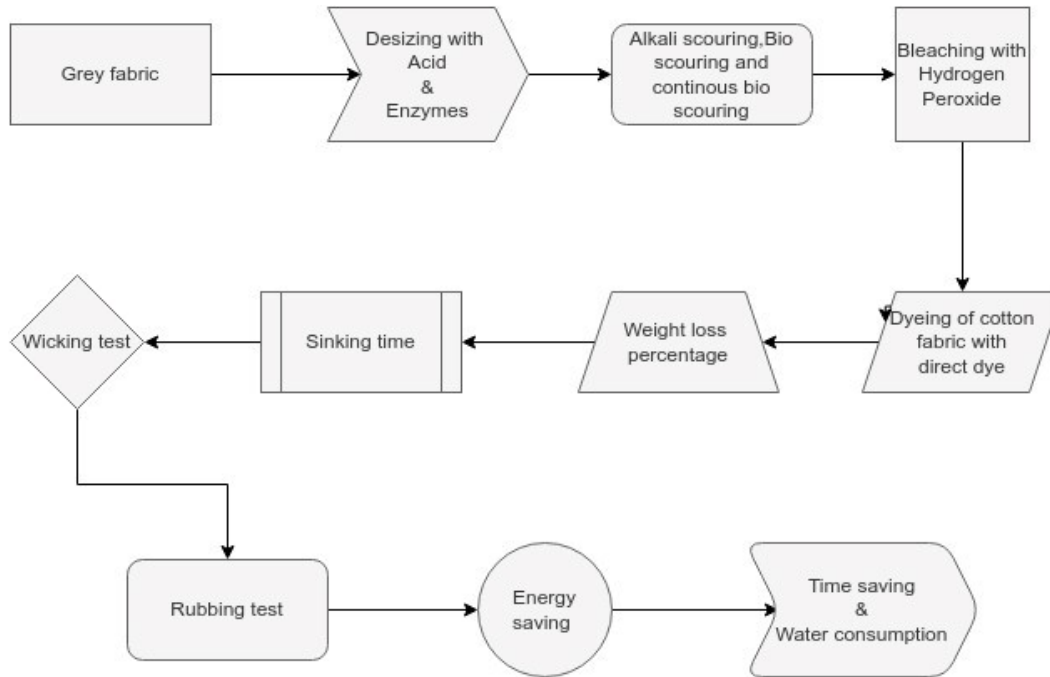 Grey fabric
Desizing with
Acid
&
Enzymes
Alkali scouring,Bio
scouring and
continous bio
scouring
Bleaching with
Hydrogen
Peroxide
Wicking test
Sinking time
Weight loss
percentage
Dyeing of cotton
fabric with
direct dye
Rubbing test
Energy
saving
Time saving
&
Water consumption